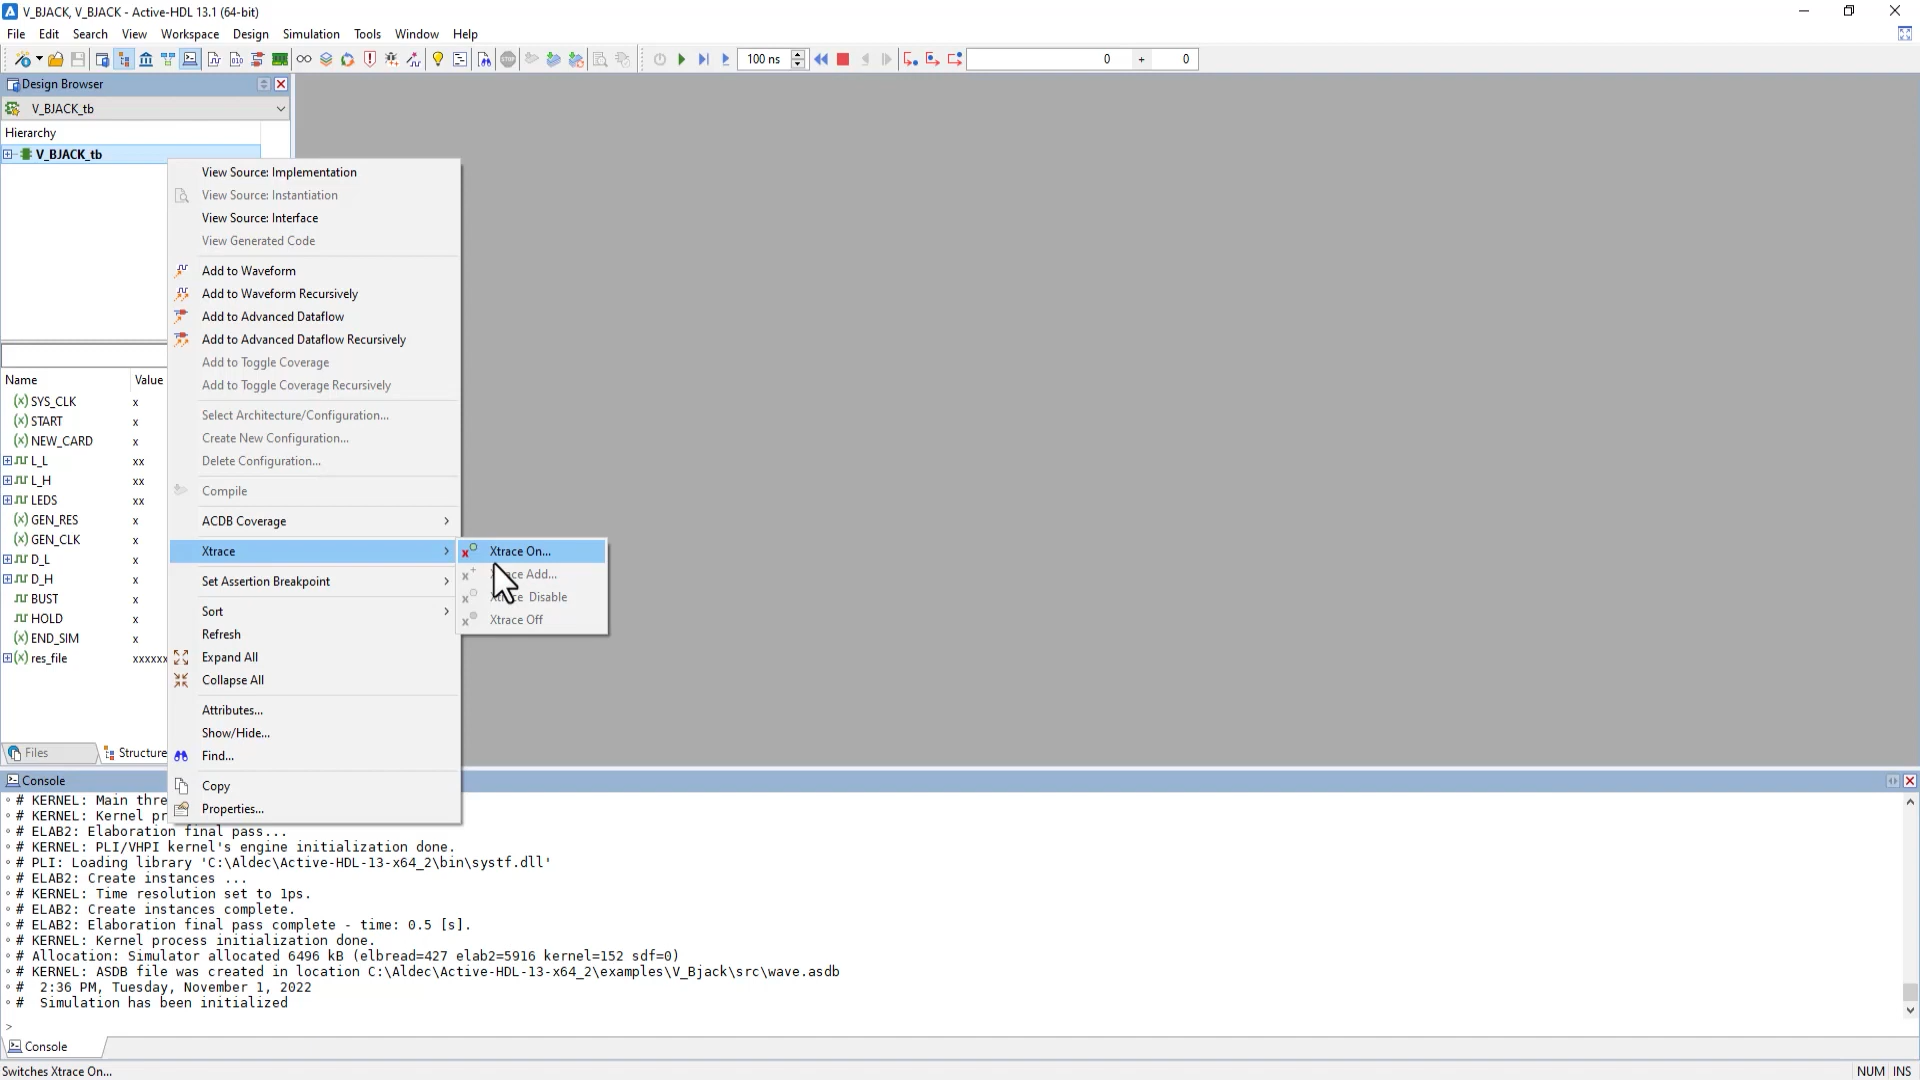 V_BJACK, V_BJACK - Active-HDL 13.1 (64-bit)
File Edit Search View Workspace Design Simulation Tools Window Help
100 ns 0 + 0
Design Browser
V_BJACK_tb
Hierarchy
V_BJACK_tb
Name Value
SYS_CLK x
START x
NEW_CARD x
L_L xx
L_H xx
LEDS xx
GEN_RES x
GEN_CLK x
D_L x
D_H x
BUST x
HOLD x
END_SIM x
res_file xxxxxx
Files Structure
View Source: Implementation
View Source: Instantiation
View Source: Interface
View Generated Code
Add to Waveform
Add to Waveform Recursively
Add to Advanced Dataflow
Add to Advanced Dataflow Recursively
Add to Toggle Coverage
Add to Toggle Coverage Recursively
Select Architecture/Configuration...
Create New Configuration...
Delete Configuration...
Compile
ACDB Coverage
Xtrace
Set Assertion Breakpoint
Sort
Refresh
Expand All
Collapse All
Attributes...
Show/Hide...
Find...
Copy
Properties...
Xtrace On...
Add...
Disable
Xtrace Off
Console
# KERNEL: Main thre
# KERNEL: Kernel pr
# ELAB2: Elaboration final pass...
# KERNEL: PLI/VHPI kernel's engine initialization done.
# PLI: Loading library 'C:\Aldec\Active-HDL-13-x64_2\bin\systf.dll'
# ELAB2: Create instances ...
# KERNEL: Time resolution set to 1ps.
# ELAB2: Create instances complete.
# ELAB2: Elaboration final pass complete - time: 0.5 [s].
# KERNEL: Kernel process initialization done.
# Allocation: Simulator allocated 6496 kB (elbread=427 elab2=5916 kernel=152 sdf=0)
# KERNEL: ASDB file was created in location C:\Aldec\Active-HDL-13-x64_2\examples\V_Bjack\src\wave.asdb
# 2:36 PM, Tuesday, November 1, 2022
# Simulation has been initialized
>
Console
Switches Xtrace On...
NUM INS